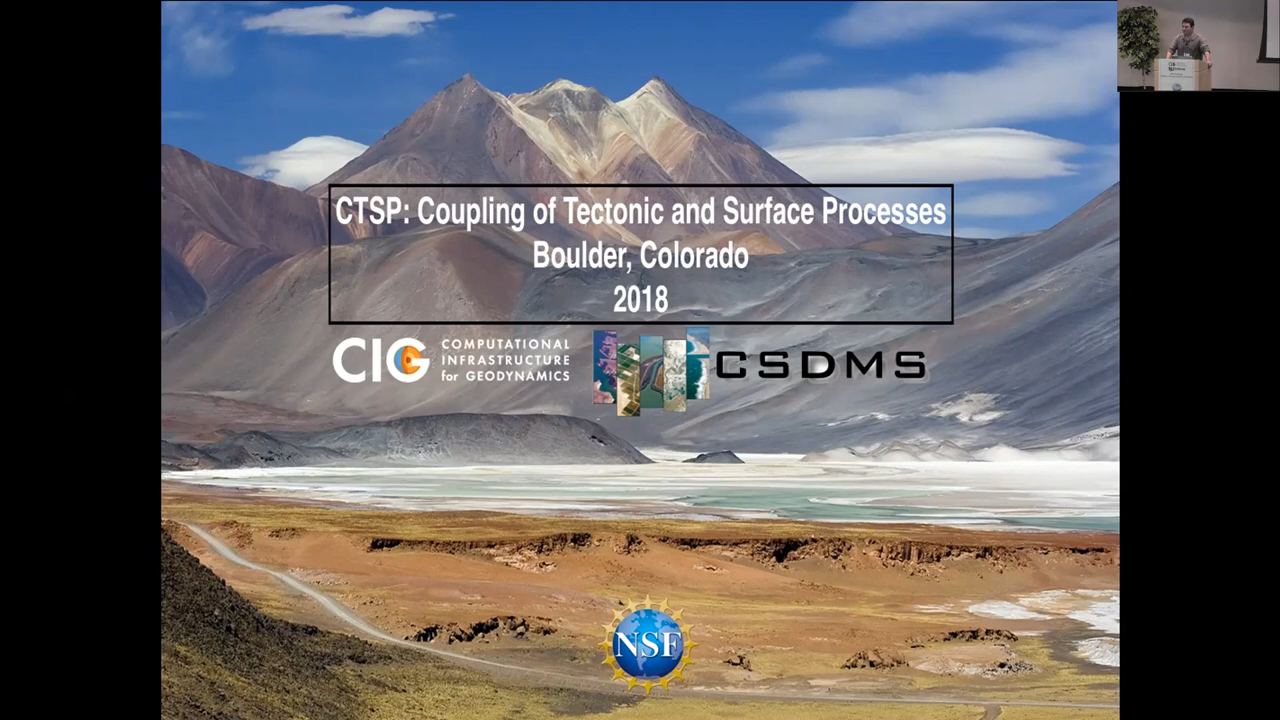 CTSP: Coupling of Tectonic and Surface Processes
Boulder, Colorado
2018
CIG COMPUTATIONAL
INFRASTRUCTURE
for GEODYNAMICS
CSDMS
NSF